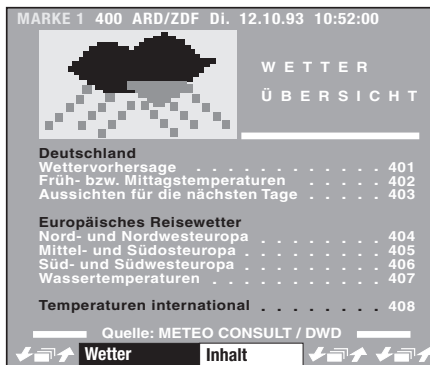 MARKE 1 400 ARD/ZDF Di. 12.10.93 10:52:00
WETTER
ÜBERSICHT
Deutschland
Wettervorhersage . . . . . . . . . . . . 401
Früh- bzw. Mittagstemperaturen . . . . . 402
Aussichten für die nächsten Tage . . . . 403
Europäisches Reisewetter
Nord- und Nordwesteuropa . . . . . . . . 404
Mittel- und Südosteuropa . . . . . . . . 405
Süd- und Südwesteuropa . . . . . . . . . 406
Wassertemperaturen . . . . . . . . . . . 407
Temperaturen international . . . . . . . . 408
Quelle: METEO CONSULT / DWD
Wetter Inhalt